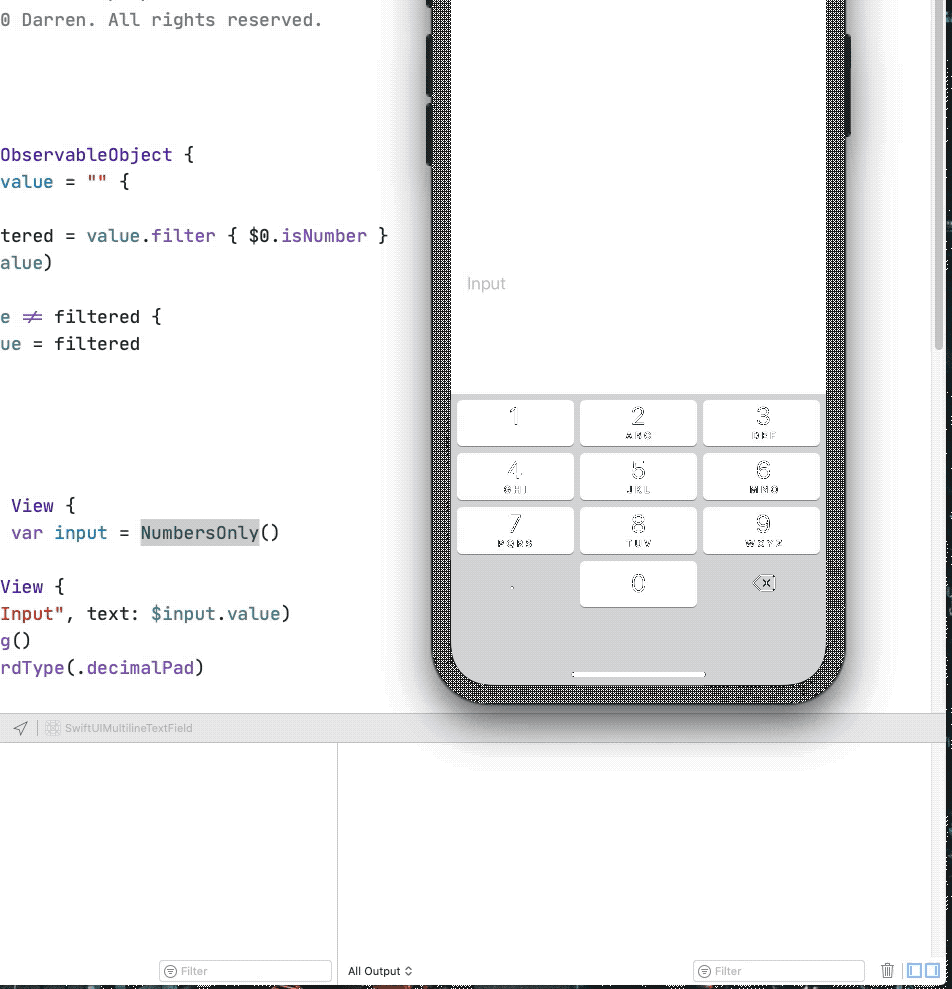 0 Darren. All rights reserved.
ObservableObject {
value = "" {
tered = value.filter { $0.isNumber }
alue)
e ≠ filtered {
ue = filtered
View {
var input = NumbersOnly()
View {
Input", text: $input.value)
g()
rdType(.decimalPad)
Input
1
2
ABC
3
DEF
4
GHI
5
JKL
6
MNO
7
PQRS
8
TUV
9
WXYZ
.
0
SwiftUIMultilineTextField
Filter
All Output
Filter